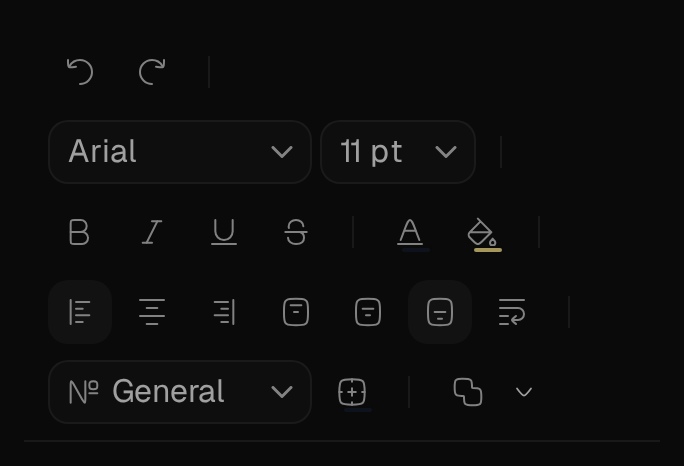 Arial 11 pt
B I U S A
№ General